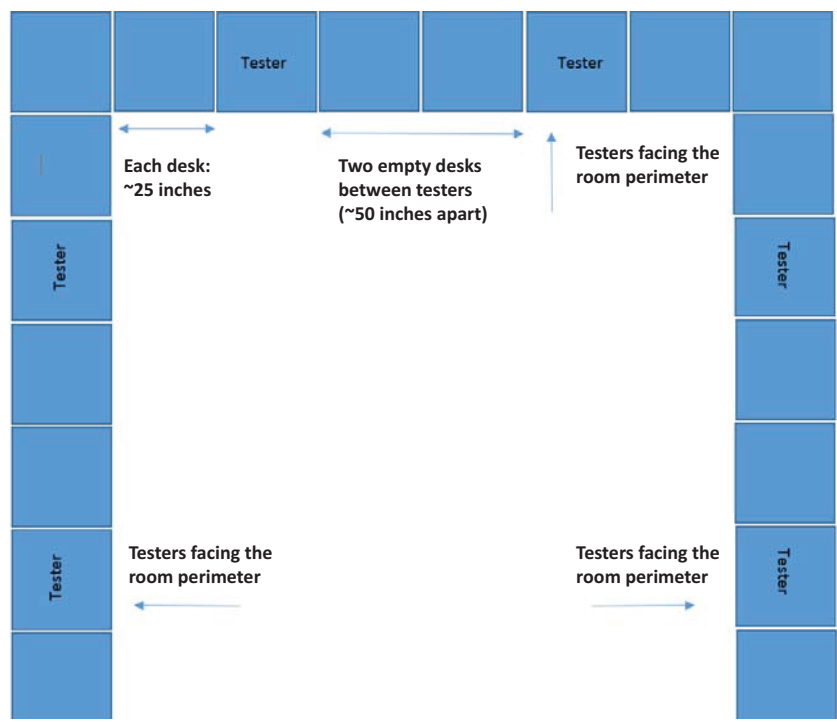 Tester
Tester
Each desk:
~25 inches
Two empty desks
between testers
(~50 inches apart)
Testers facing the
room perimeter
Tester
Tester
Testers facing the
room perimeter
Testers facing the
room perimeter
Tester
Tester